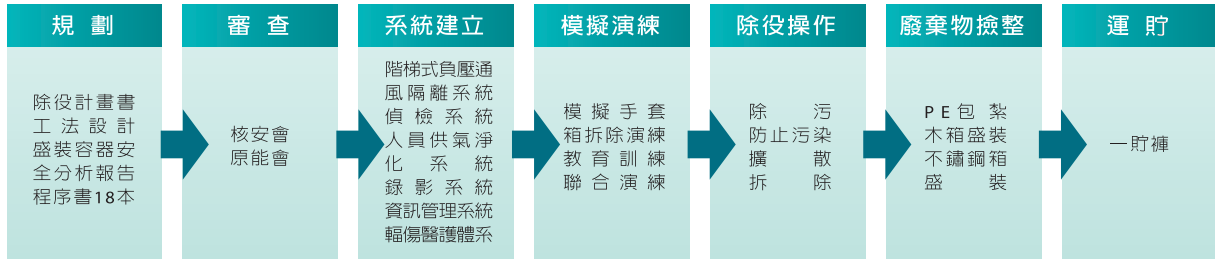 規劃
除役計畫書
工法設計
盛裝容器安
全分析報告
程序書18本
審查
核安會
原能會
系統建立
階梯式負壓通
風隔離系統
偵檢系統
人員供氣淨
化系統
錄影系統
資訊管理系統
輻傷醫護體系
模擬演練
模擬手套
箱拆除演練
教育訓練
聯合演練
除役操作
除污
防止污染
擴散
拆除
廢棄物撿整
PE包紮
木箱盛裝
不鏽鋼箱
盛裝
運貯
一貯褲